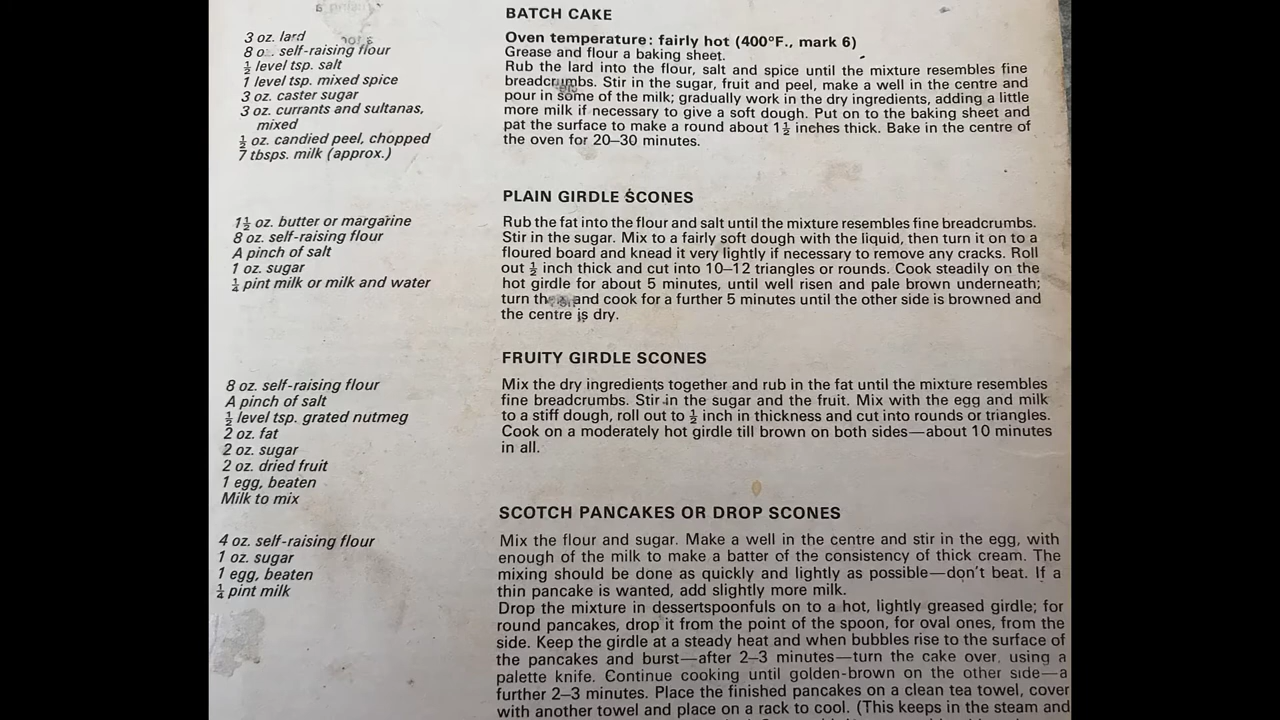 BATCH CAKE
3 oz. lard
8 oz. self-raising flour
½ level tsp. salt
1 level tsp. mixed spice
3 oz. caster sugar
3 oz. currants and sultanas,
mixed
½ oz. candied peel, chopped
7 tbsps. milk (approx.)
Oven temperature: fairly hot (400°F., mark 6)
Grease and flour a baking sheet.
Rub the lard into the flour, salt and spice until the mixture resembles fine
breadcrumbs. Stir in the sugar, fruit and peel, make a well in the centre and
pour in some of the milk; gradually work in the dry ingredients, adding a little
more milk if necessary to give a soft dough. Put on to the baking sheet and
pat the surface to make a round about 1½ inches thick. Bake in the centre of
the oven for 20–30 minutes.
PLAIN GIRDLE SCONES
1½ oz. butter or margarine
8 oz. self-raising flour
A pinch of salt
1 oz. sugar
¼ pint milk or milk and water
Rub the fat into the flour and salt until the mixture resembles fine breadcrumbs.
Stir in the sugar. Mix to a fairly soft dough with the liquid, then turn it on to a
floured board and knead it very lightly if necessary to remove any cracks. Roll
out ½ inch thick and cut into 10–12 triangles or rounds. Cook steadily on the
hot girdle for about 5 minutes, until well risen and pale brown underneath;
turn and cook for a further 5 minutes until the other side is browned and
the centre is dry.
FRUITY GIRDLE SCONES
8 oz. self-raising flour
A pinch of salt
½ level tsp. grated nutmeg
2 oz. fat
2 oz. sugar
2 oz. dried fruit
1 egg, beaten
Milk to mix
Mix the dry ingredients together and rub in the fat until the mixture resembles
fine breadcrumbs. Stir in the sugar and the fruit. Mix with the egg and milk
to a stiff dough, roll out to ½ inch in thickness and cut into rounds or triangles.
Cook on a moderately hot girdle till brown on both sides—about 10 minutes
in all.
SCOTCH PANCAKES OR DROP SCONES
4 oz. self-raising flour
1 oz. sugar
1 egg, beaten
¼ pint milk
Mix the flour and sugar. Make a well in the centre and stir in the egg, with
enough of the milk to make a batter of the consistency of thick cream. The
mixing should be done as quickly and lightly as possible—don't beat. If a
thin pancake is wanted, add slightly more milk.
Drop the mixture in dessertspoonfuls on to a hot, lightly greased girdle; for
round pancakes, drop it from the point of the spoon, for oval ones, from the
side. Keep the girdle at a steady heat and when bubbles rise to the surface of
the pancakes and burst—after 2–3 minutes—turn the cake over, using a
palette knife. Continue cooking until golden-brown on the other side—a
further 2–3 minutes. Place the finished pancakes on a clean tea towel, cover
with another towel and place on a rack to cool. (This keeps in the steam and